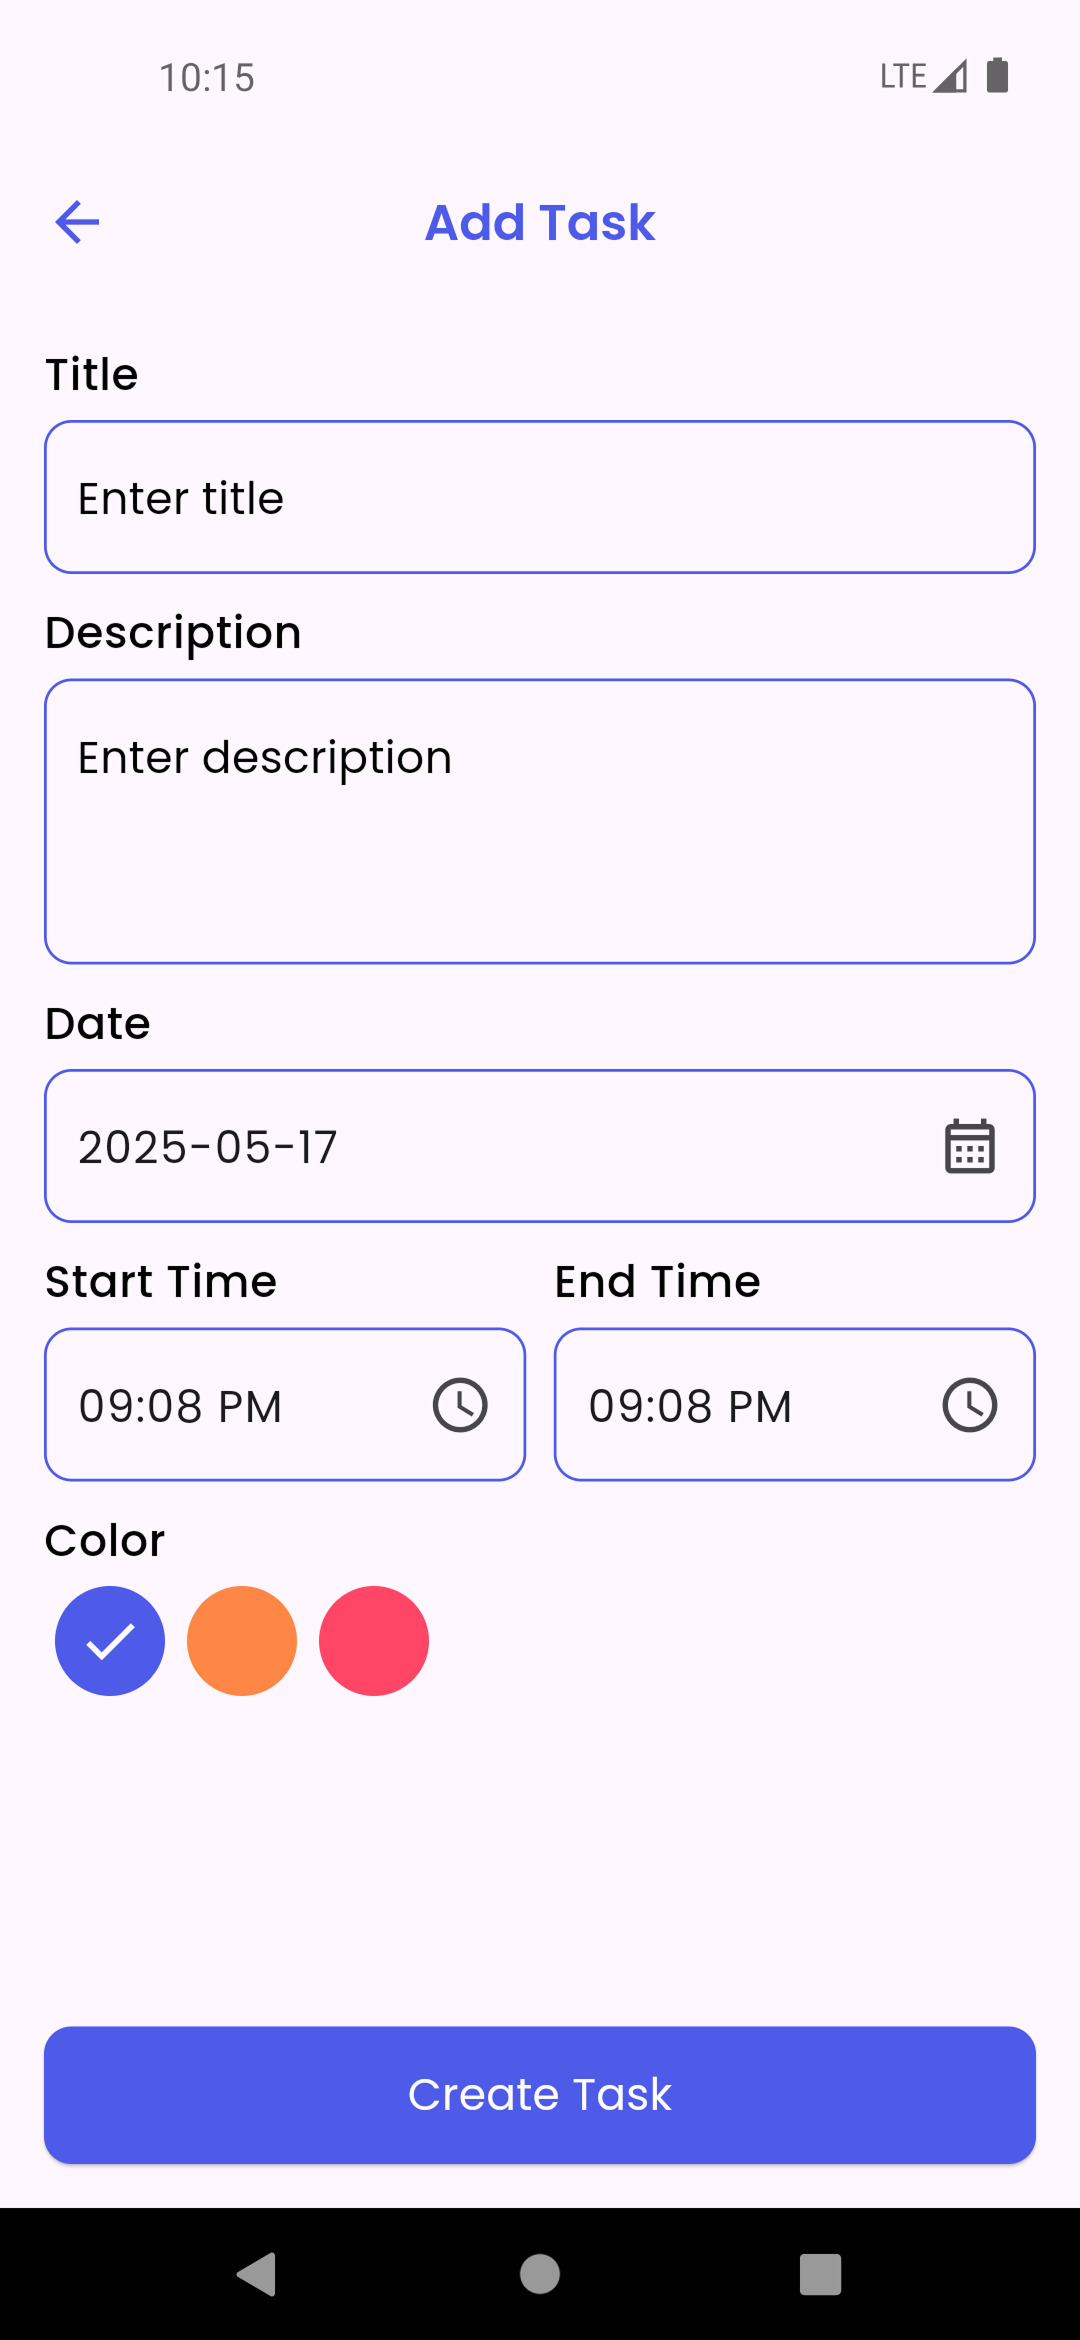 10:15 LTE
Add Task
Title
Enter title
Description
Enter description
Date
2025-05-17
Start Time End Time
09:08 PM 09:08 PM
Color
Create Task